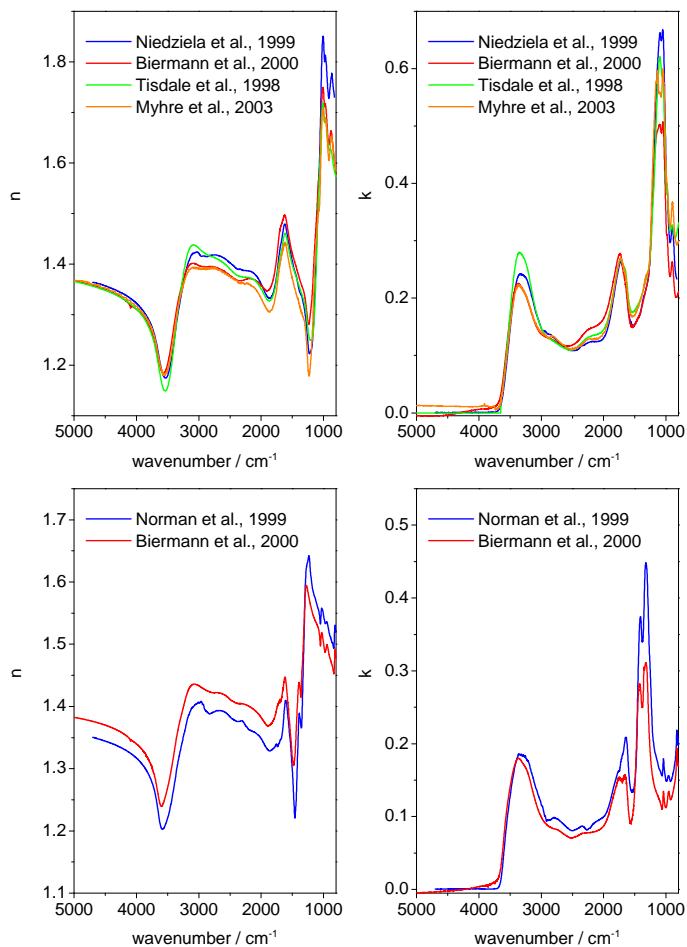 Niedziela et al., 1999
Biermann et al., 2000
Tisdale et al., 1998
Myhre et al., 2003
1.8
1.6
1.4
1.2
n
5000 4000 3000 2000 1000
wavenumber / cm⁻¹
Niedziela et al., 1999
Biermann et al., 2000
Tisdale et al., 1998
Myhre et al., 2003
0.6
0.4
0.2
0.0
k
5000 4000 3000 2000 1000
wavenumber / cm⁻¹
Norman et al., 1999
Biermann et al., 2000
1.7
1.6
1.5
1.4
1.3
1.2
1.1
n
5000 4000 3000 2000 1000
wavenumber / cm⁻¹
Norman et al., 1999
Biermann et al., 2000
0.5
0.4
0.3
0.2
0.1
0.0
k
5000 4000 3000 2000 1000
wavenumber / cm⁻¹